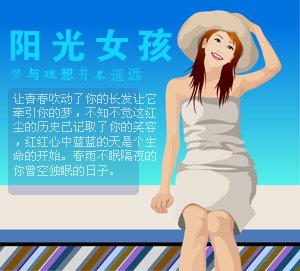 阳光女孩
梦与理想并不遥远
让青春吹动了你的长发让它
牵引你的梦，不知不觉这红
尘的历史已记取了你的笑容
，红红心中蓝蓝的天是个生
命的开始。春雨不眠隔夜的
你曾空独眠的日子。